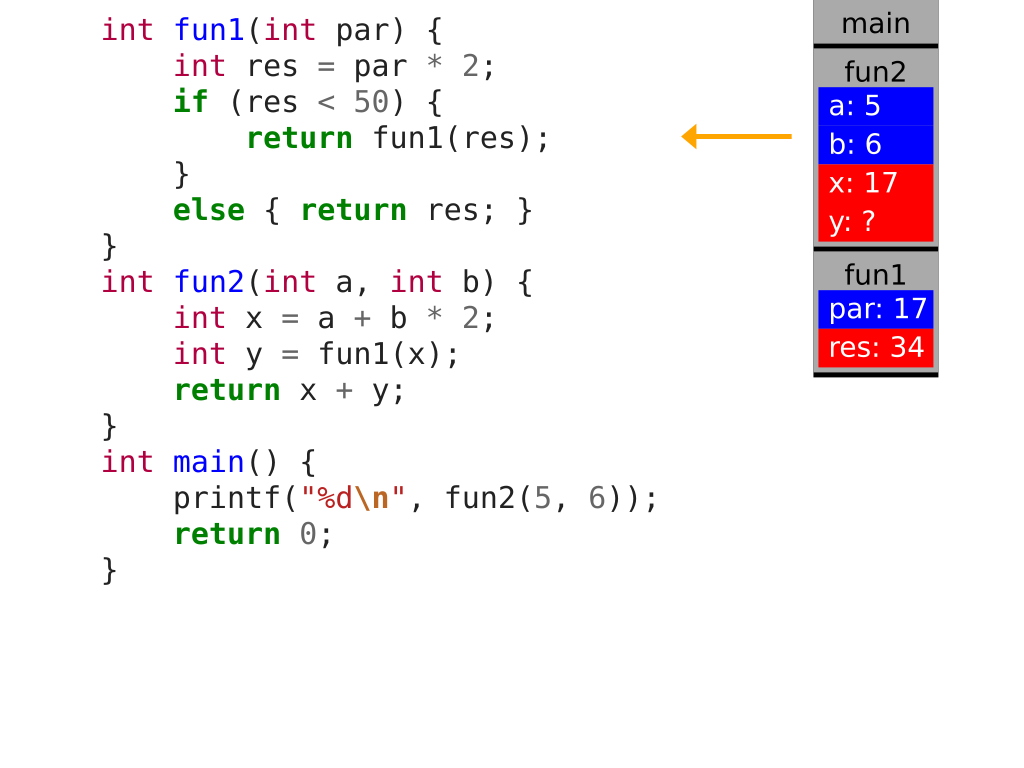 int fun1(int par) {
    int res = par * 2;
    if (res < 50) {
        return fun1(res);
    }
    else { return res; }
}
int fun2(int a, int b) {
    int x = a + b * 2;
    int y = fun1(x);
    return x + y;
}
int main() {
    printf("%d\n", fun2(5, 6));
    return 0;
}
main
fun2
a: 5
b: 6
x: 17
y: ?
fun1
par: 17
res: 34